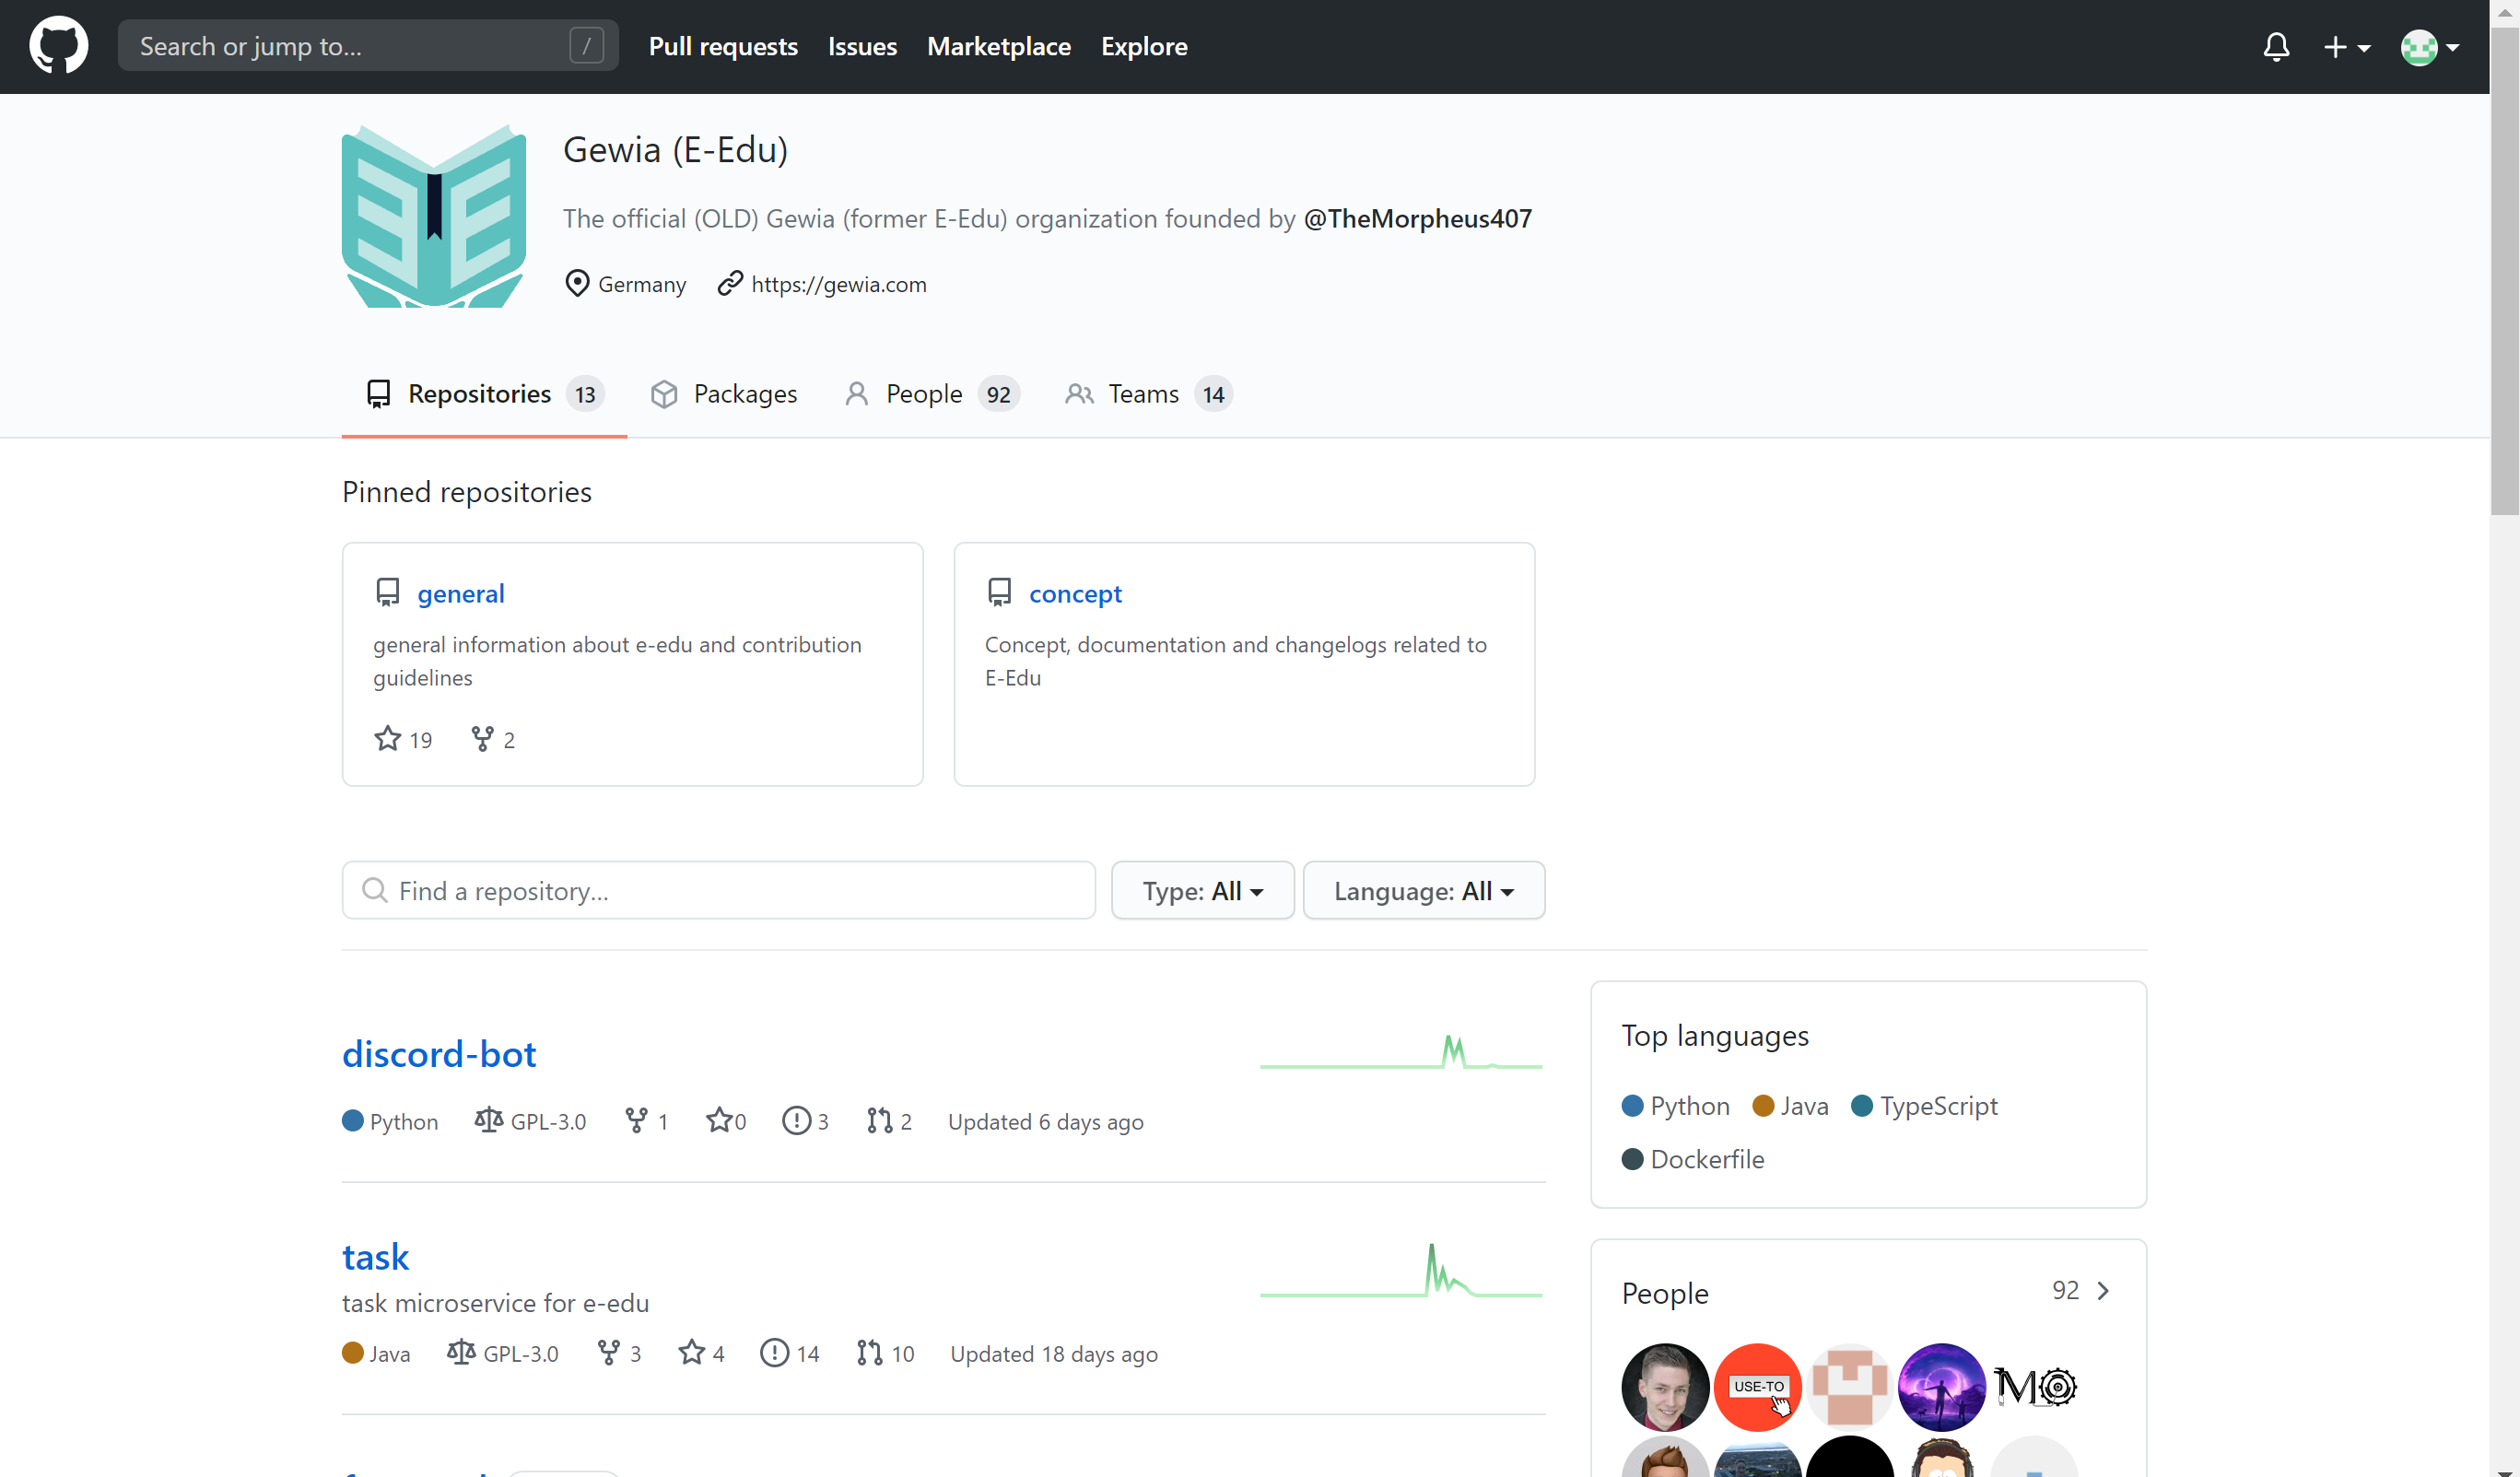 Search or jump to... /
Pull requests Issues Marketplace Explore
Gewia (E-Edu)
The official (OLD) Gewia (former E-Edu) organization founded by @TheMorpheus407
Germany https://gewia.com
Repositories 13 Packages People 92 Teams 14
Pinned repositories
general
general information about e-edu and contribution
guidelines
19 2
concept
Concept, documentation and changelogs related to
E-Edu
Find a repository... Type: All Language: All
discord-bot
Python GPL-3.0 1 0 3 2 Updated 6 days ago
task
task microservice for e-edu
Java GPL-3.0 3 4 14 10 Updated 18 days ago
Top languages
Python Java TypeScript
Dockerfile
People 92
USE-TO